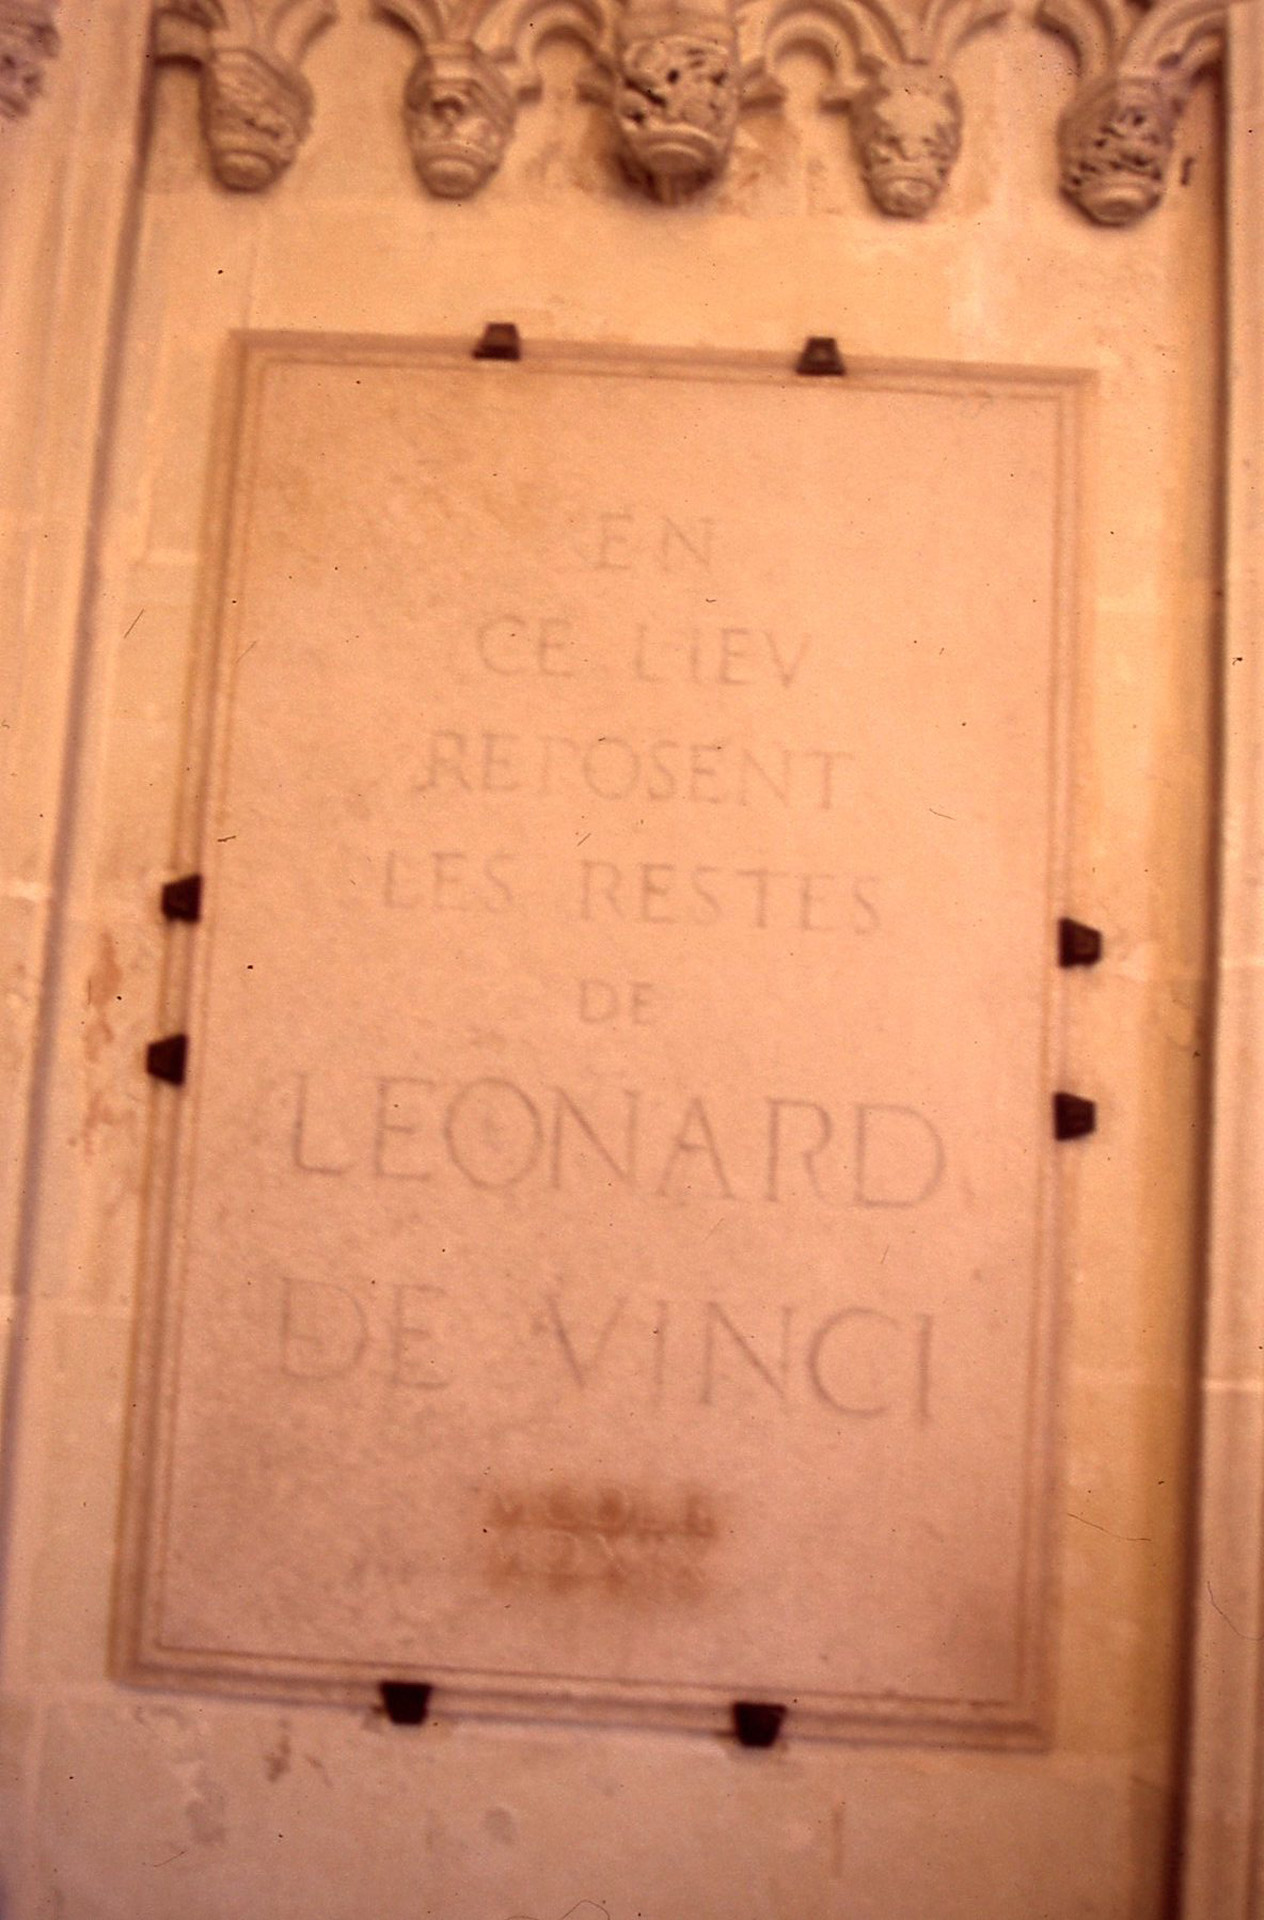 EN
CE LIEV
REPOSENT
LES RESTES
DE
LEONARD
DE VINCI